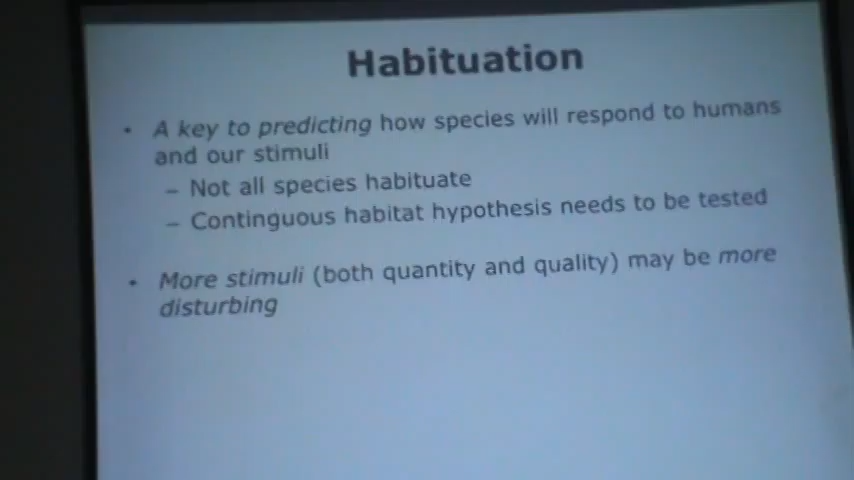 Habituation
• A key to predicting how species will respond to humans
and our stimuli
– Not all species habituate
– Continguous habitat hypothesis needs to be tested
• More stimuli (both quantity and quality) may be more
disturbing